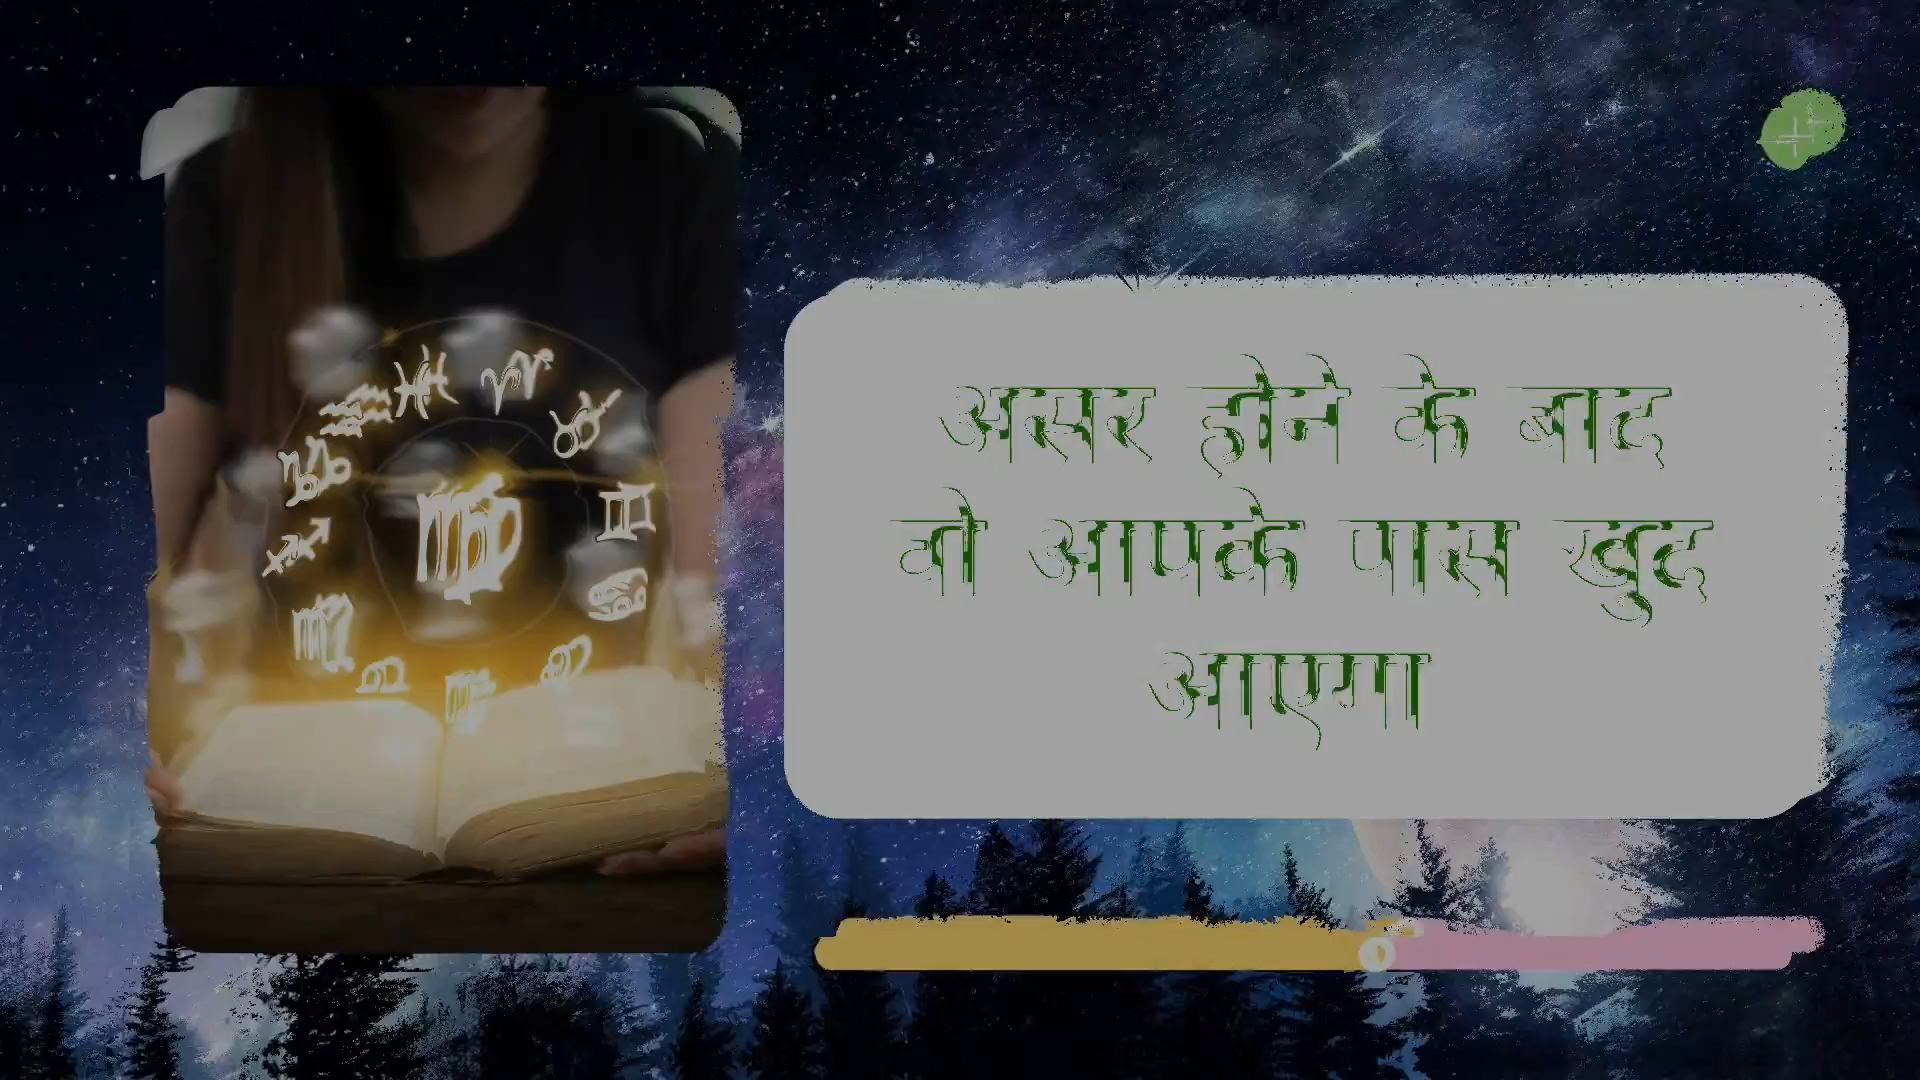 असर होने के बाद
वो आपके पास खुद
आएगा